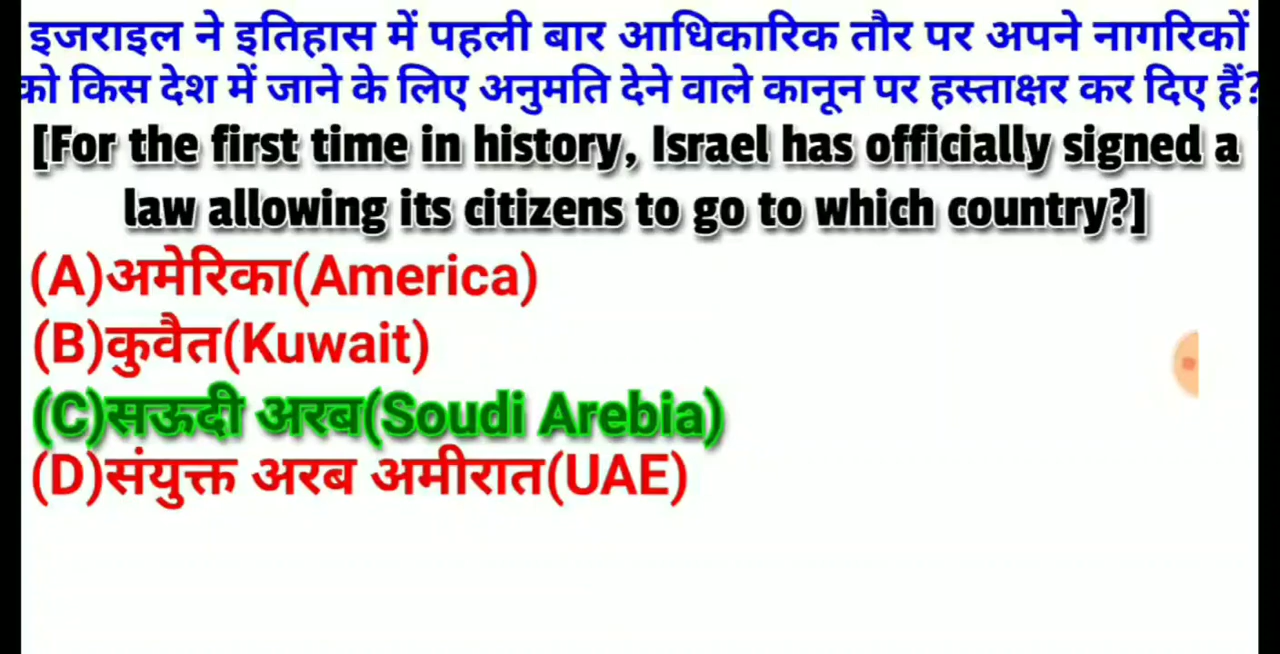 इजराइल ने इतिहास में पहली बार आधिकारिक तौर पर अपने नागरिकों
को किस देश में जाने के लिए अनुमति देने वाले कानून पर हस्ताक्षर कर दिए हैं?
[For the first time in history, Israel has officially signed a
law allowing its citizens to go to which country?]
(A)अमेरिका(America)
(B)कुवैत(Kuwait)
(C)सऊदी अरब(Soudi Arebia)
(D)संयुक्त अरब अमीरात(UAE)